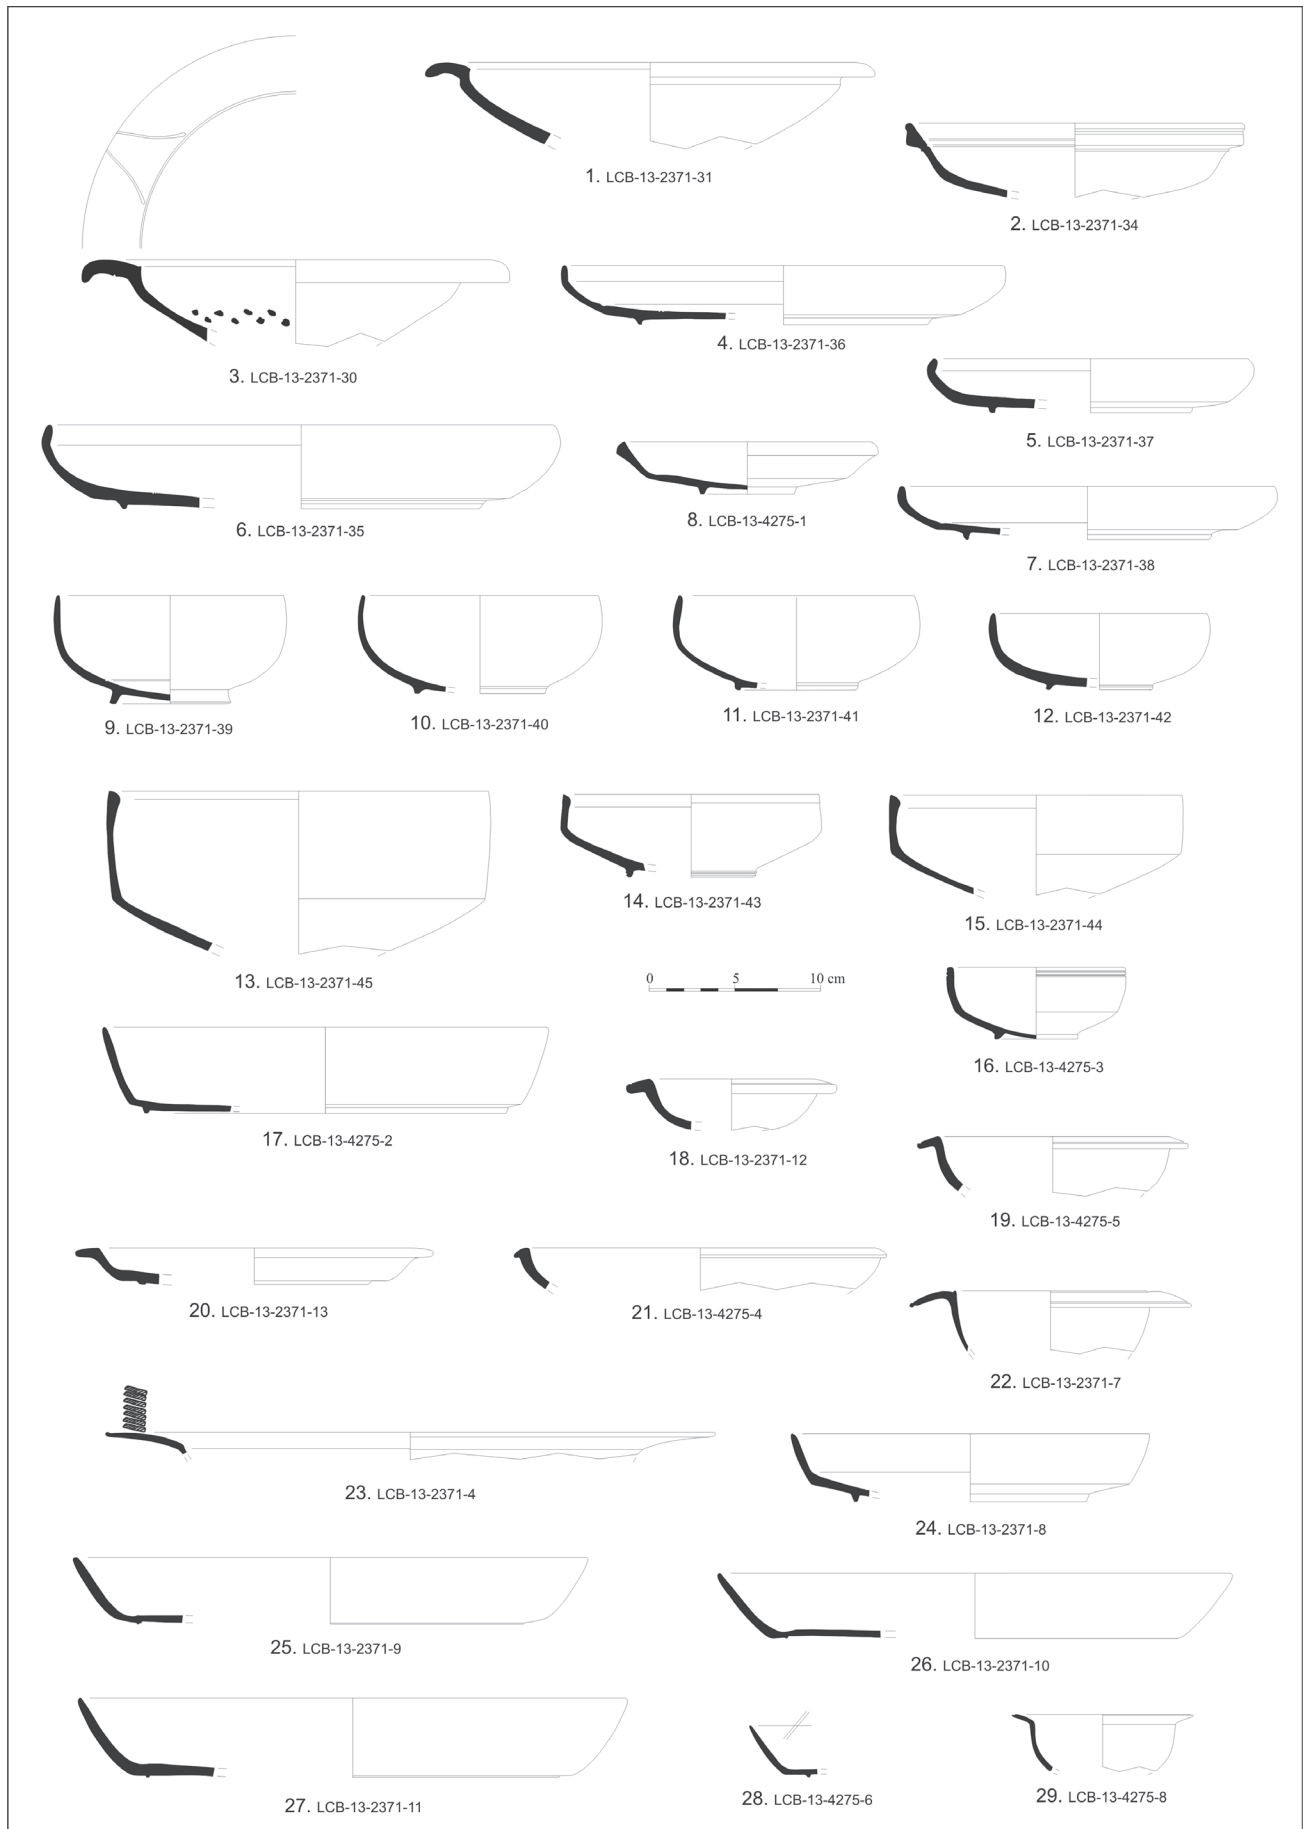 1. LCB-13-2371-31
2. LCB-13-2371-34
3. LCB-13-2371-30
4. LCB-13-2371-36
5. LCB-13-2371-37
6. LCB-13-2371-35
8. LCB-13-4275-1
7. LCB-13-2371-38
9. LCB-13-2371-39
10. LCB-13-2371-40
11. LCB-13-2371-41
12. LCB-13-2371-42
13. LCB-13-2371-45
14. LCB-13-2371-43
15. LCB-13-2371-44
0 5 10 cm
16. LCB-13-4275-3
17. LCB-13-4275-2
18. LCB-13-2371-12
19. LCB-13-4275-5
20. LCB-13-2371-13
21. LCB-13-4275-4
22. LCB-13-2371-7
23. LCB-13-2371-4
24. LCB-13-2371-8
25. LCB-13-2371-9
26. LCB-13-2371-10
27. LCB-13-2371-11
28. LCB-13-4275-6
29. LCB-13-4275-8